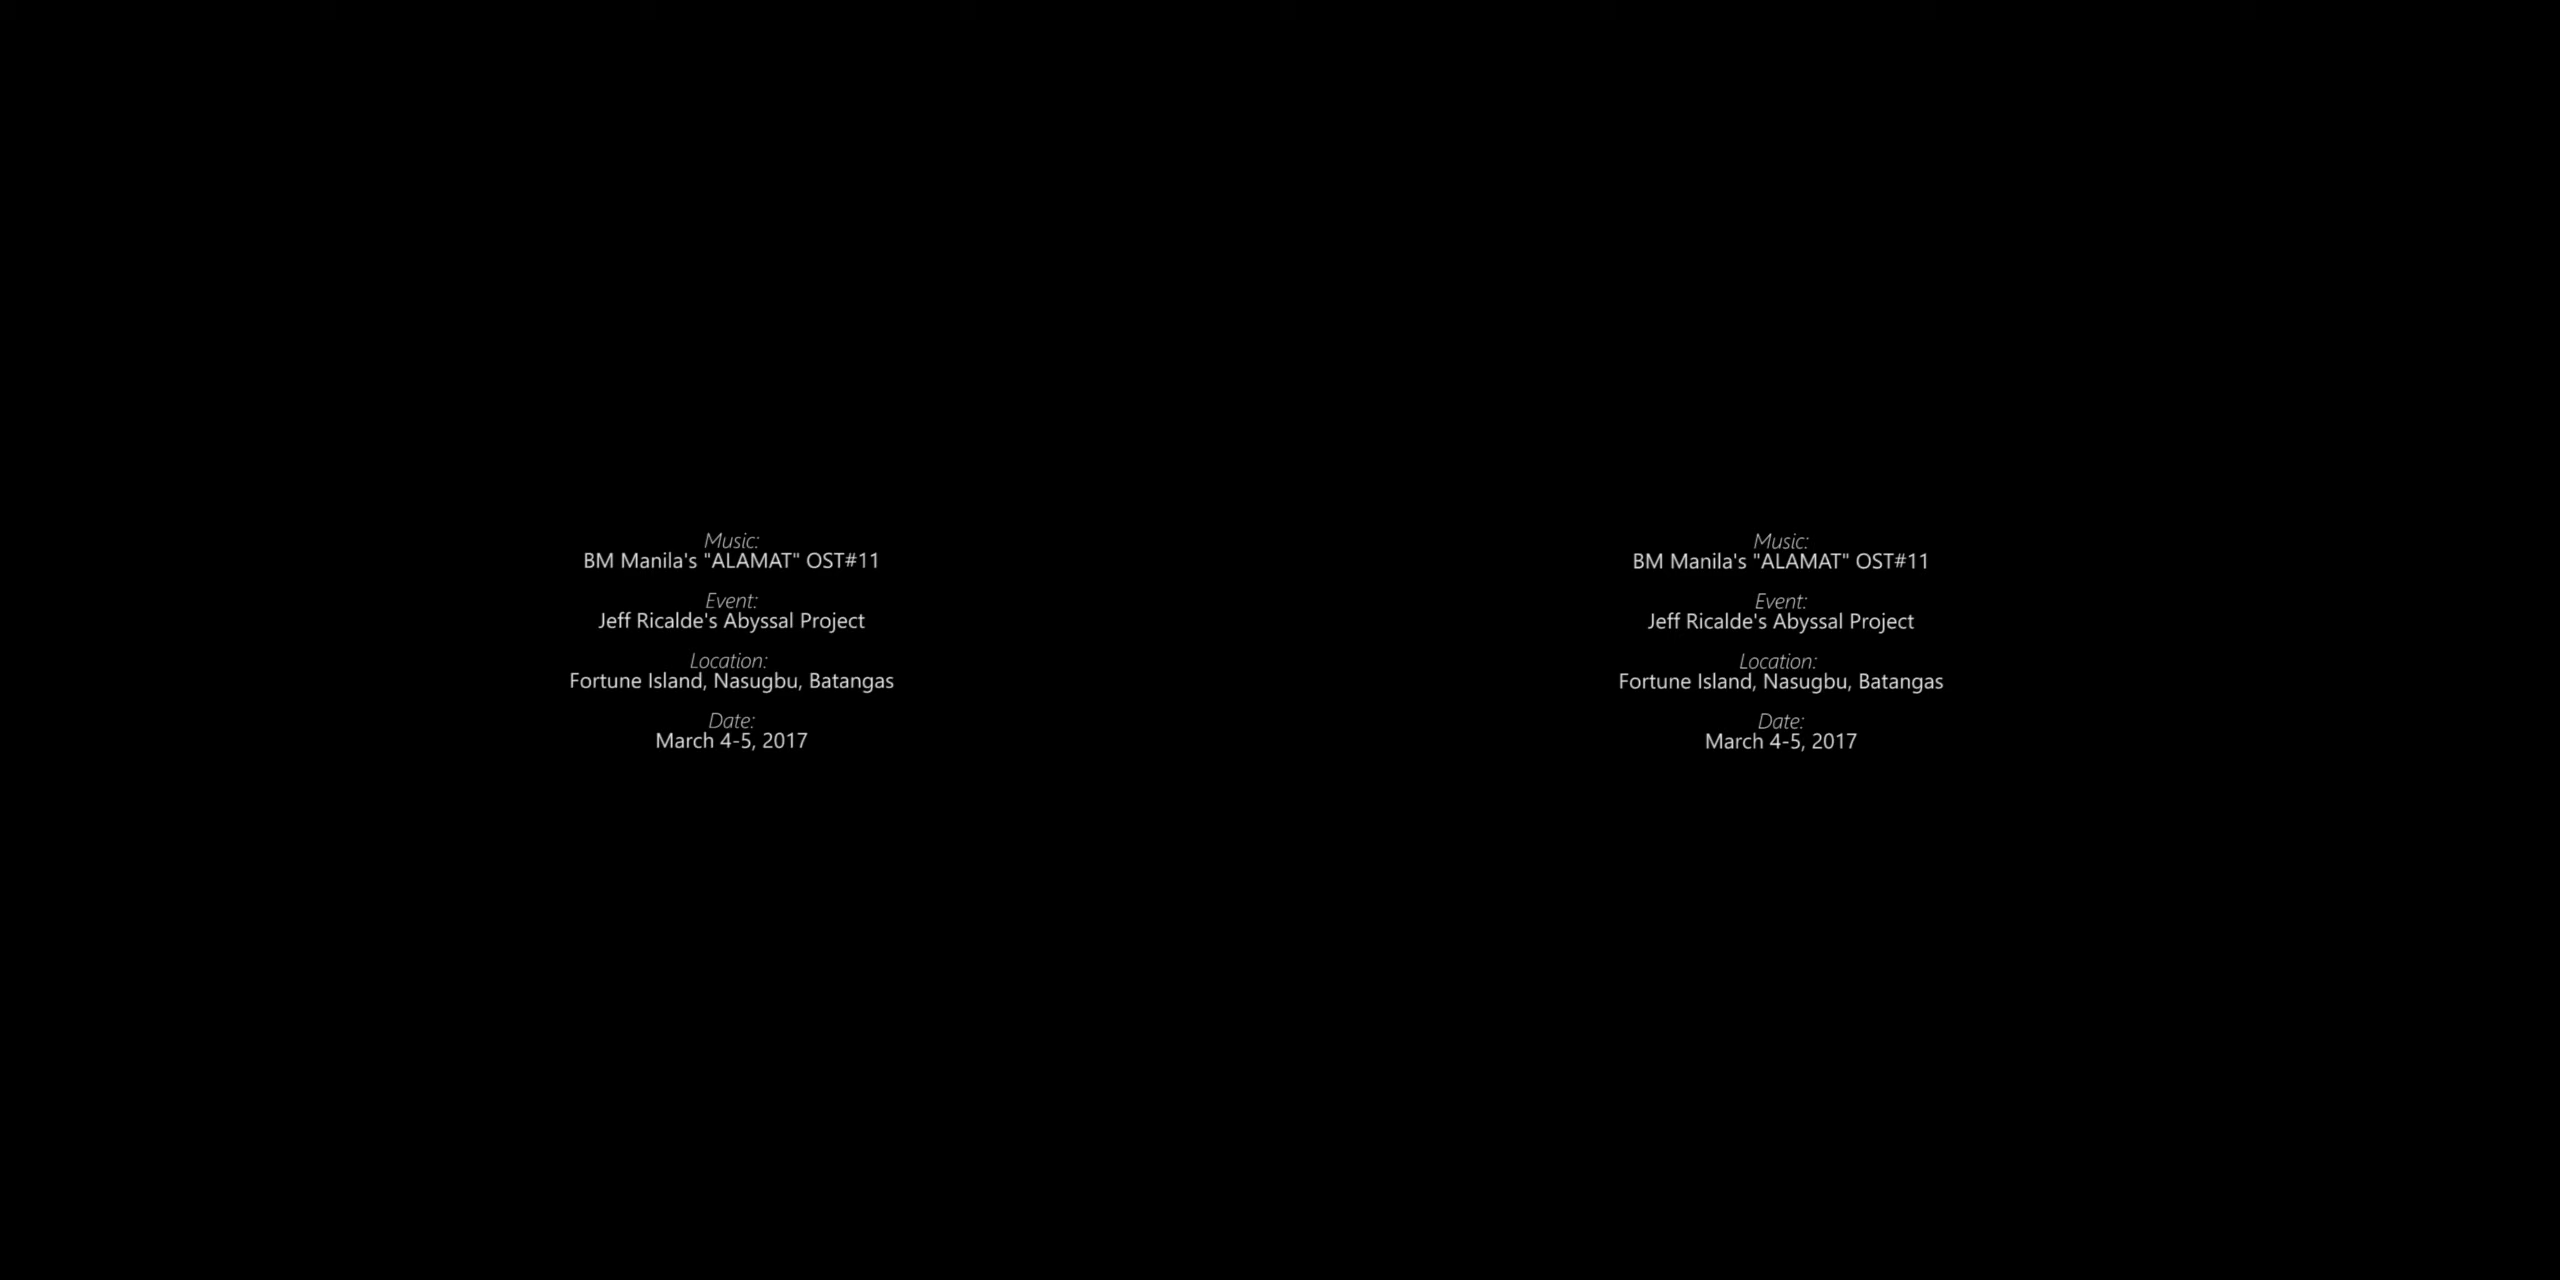 Music:
BM Manila's "ALAMAT" OST#11
Event:
Jeff Ricalde's Abyssal Project
Location:
Fortune Island, Nasugbu, Batangas
Date:
March 4-5, 2017
Music:
BM Manila's "ALAMAT" OST#11
Event:
Jeff Ricalde's Abyssal Project
Location:
Fortune Island, Nasugbu, Batangas
Date:
March 4-5, 2017